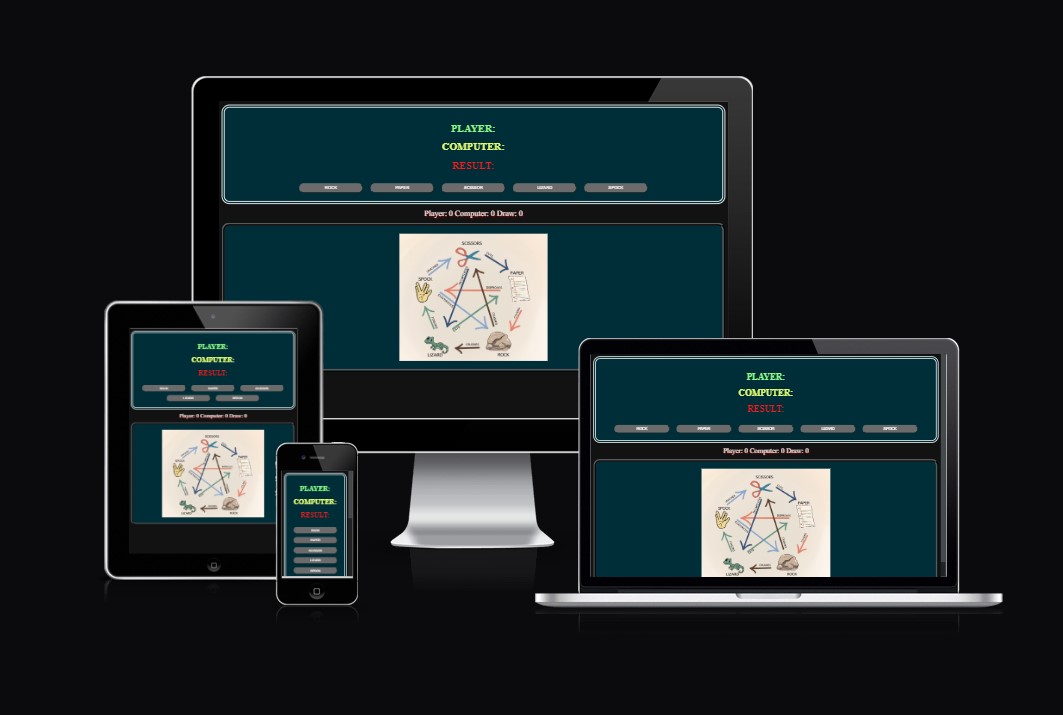 PLAYER:
COMPUTER:
RESULT:
ROCK PAPER SCISSOR LIZARD SPOCK
Player: 0 Computer: 0 Draw: 0
SCISSORS
PAPER
SPOCK
LIZARD
ROCK
PLAYER:
COMPUTER:
RESULT:
Player: 0 Computer: 0 Draw: 0
SCISSORS
PAPER
SPOCK
LIZARD
ROCK
PLAYER:
COMPUTER:
RESULT:
PLAYER:
COMPUTER:
RESULT:
ROCK PAPER SCISSOR LIZARD SPOCK
Player: 0 Computer: 0 Draw: 0
SCISSORS
PAPER
SPOCK
LIZARD
ROCK